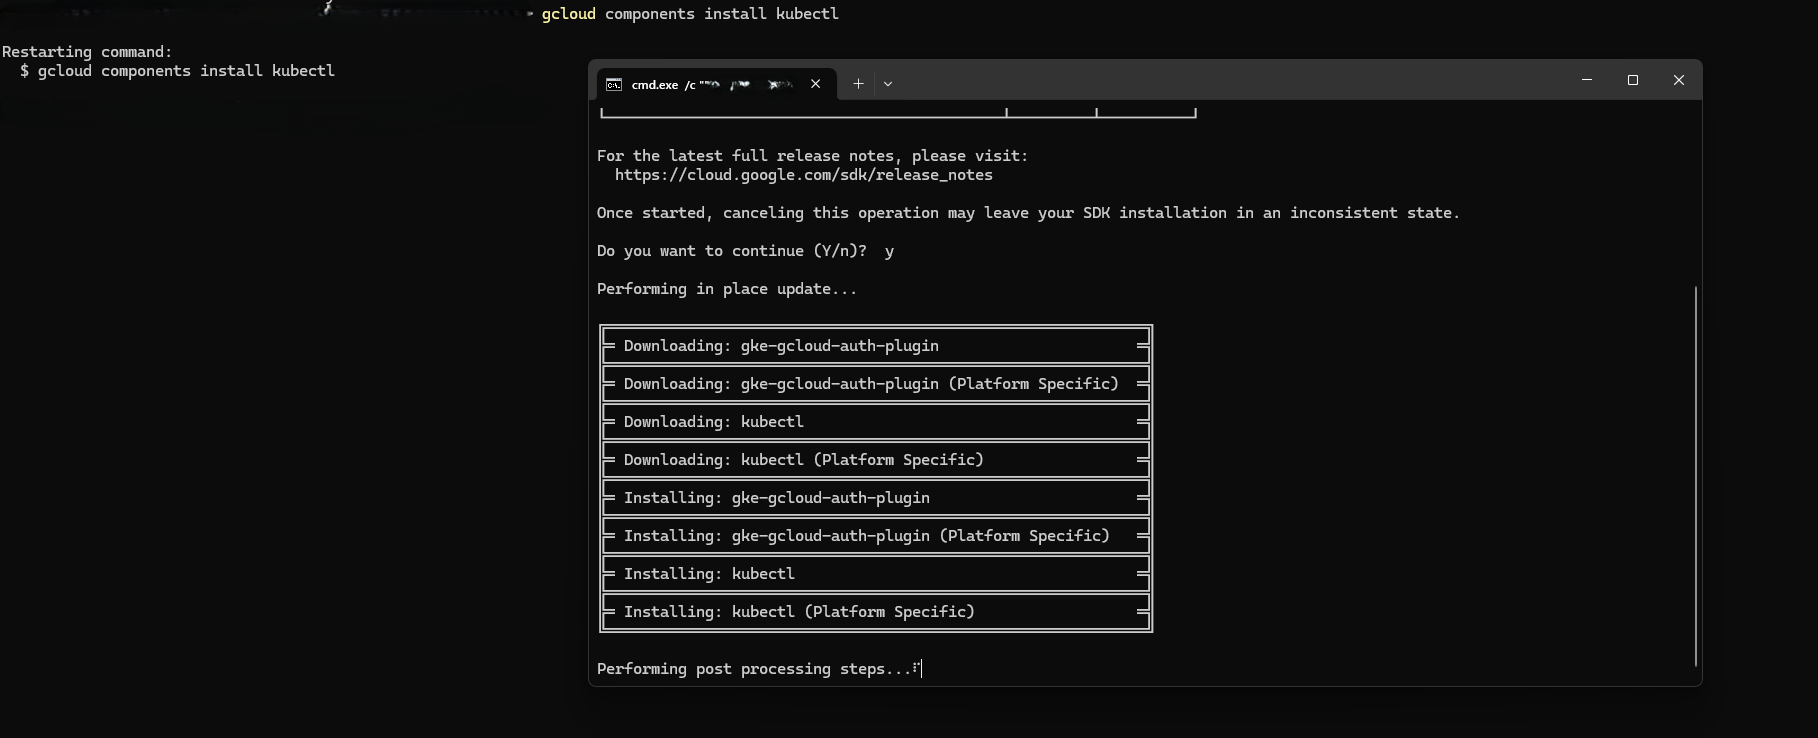 gcloud components install kubectl
Restarting command:
$ gcloud components install kubectl
cmd.exe /c ""
For the latest full release notes, please visit:
https://cloud.google.com/sdk/release_notes
Once started, canceling this operation may leave your SDK installation in an inconsistent state.
Do you want to continue (Y/n)?  y
Performing in place update...
Downloading: gke-gcloud-auth-plugin
Downloading: gke-gcloud-auth-plugin (Platform Specific)
Downloading: kubectl
Downloading: kubectl (Platform Specific)
Installing: gke-gcloud-auth-plugin
Installing: gke-gcloud-auth-plugin (Platform Specific)
Installing: kubectl
Installing: kubectl (Platform Specific)
Performing post processing steps...